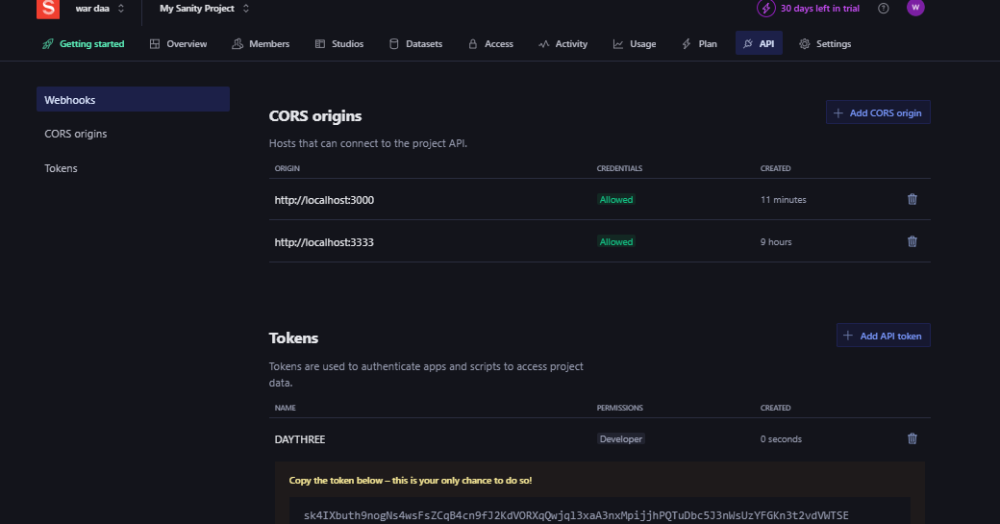 S war daa My Sanity Project 30 days left in trial ? W
Getting started Overview Members Studios Datasets Access Activity Usage Plan API Settings
Webhooks
CORS origins
Tokens
CORS origins
+ Add CORS origin
Hosts that can connect to the project API.
ORIGIN CREDENTIALS CREATED
http://localhost:3000 Allowed 11 minutes
http://localhost:3333 Allowed 9 hours
Tokens
+ Add API token
Tokens are used to authenticate apps and scripts to access project
data.
NAME PERMISSIONS CREATED
DAYTHREE Developer 0 seconds
Copy the token below – this is your only chance to do so!
sk4IXbuth9nogNs4wsFsZCqB4cn9fJ2KdVORXqQwjql3xaA3nxMpijjhPQTuDbc5J3nWsUzYFGKn3t2vdVWTSE